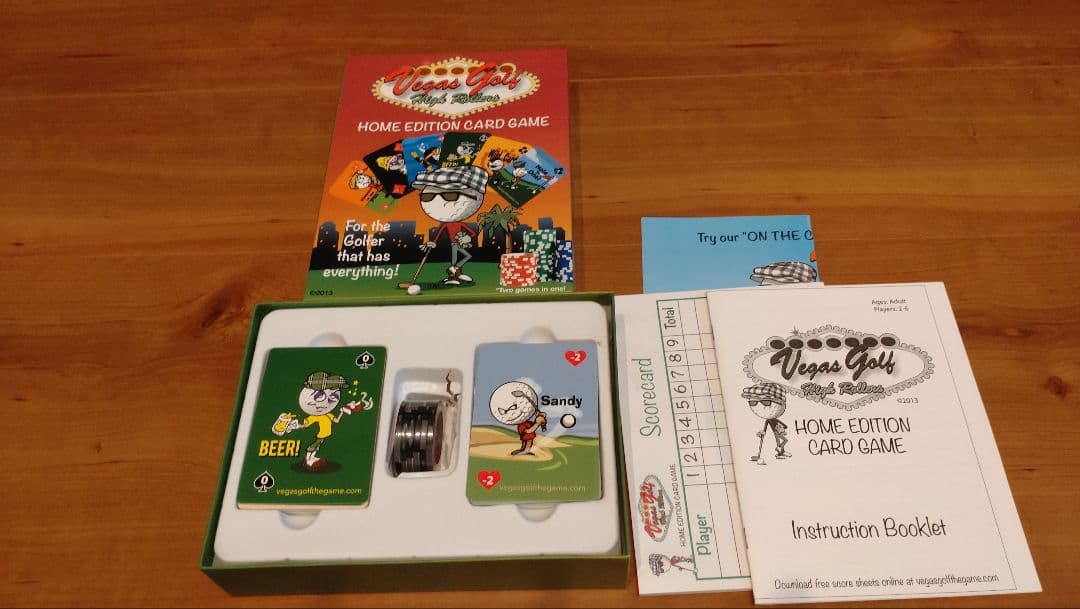 Vegas Golf
High Rollers
HOME EDITION CARD GAME
BEER!
For the
Golfer
that has
everything!
©2013
"Two games in one!
Try our "ON THE C
0
BEER!
0
vegasgolfthegame.com
-2
Sandy
-2
vegasgolfthegame.com
Scorecard
Vegas Golf
HOME EDITION CARD GAME
Player
1 2 3 4 5 6 7 8 9 Total
Ages: Adult
Players: 2-6
Vegas Golf
High Rollers
©2013
HOME EDITION
CARD GAME
Instruction Booklet
Download free score sheets online at vegasgolfthegame.com